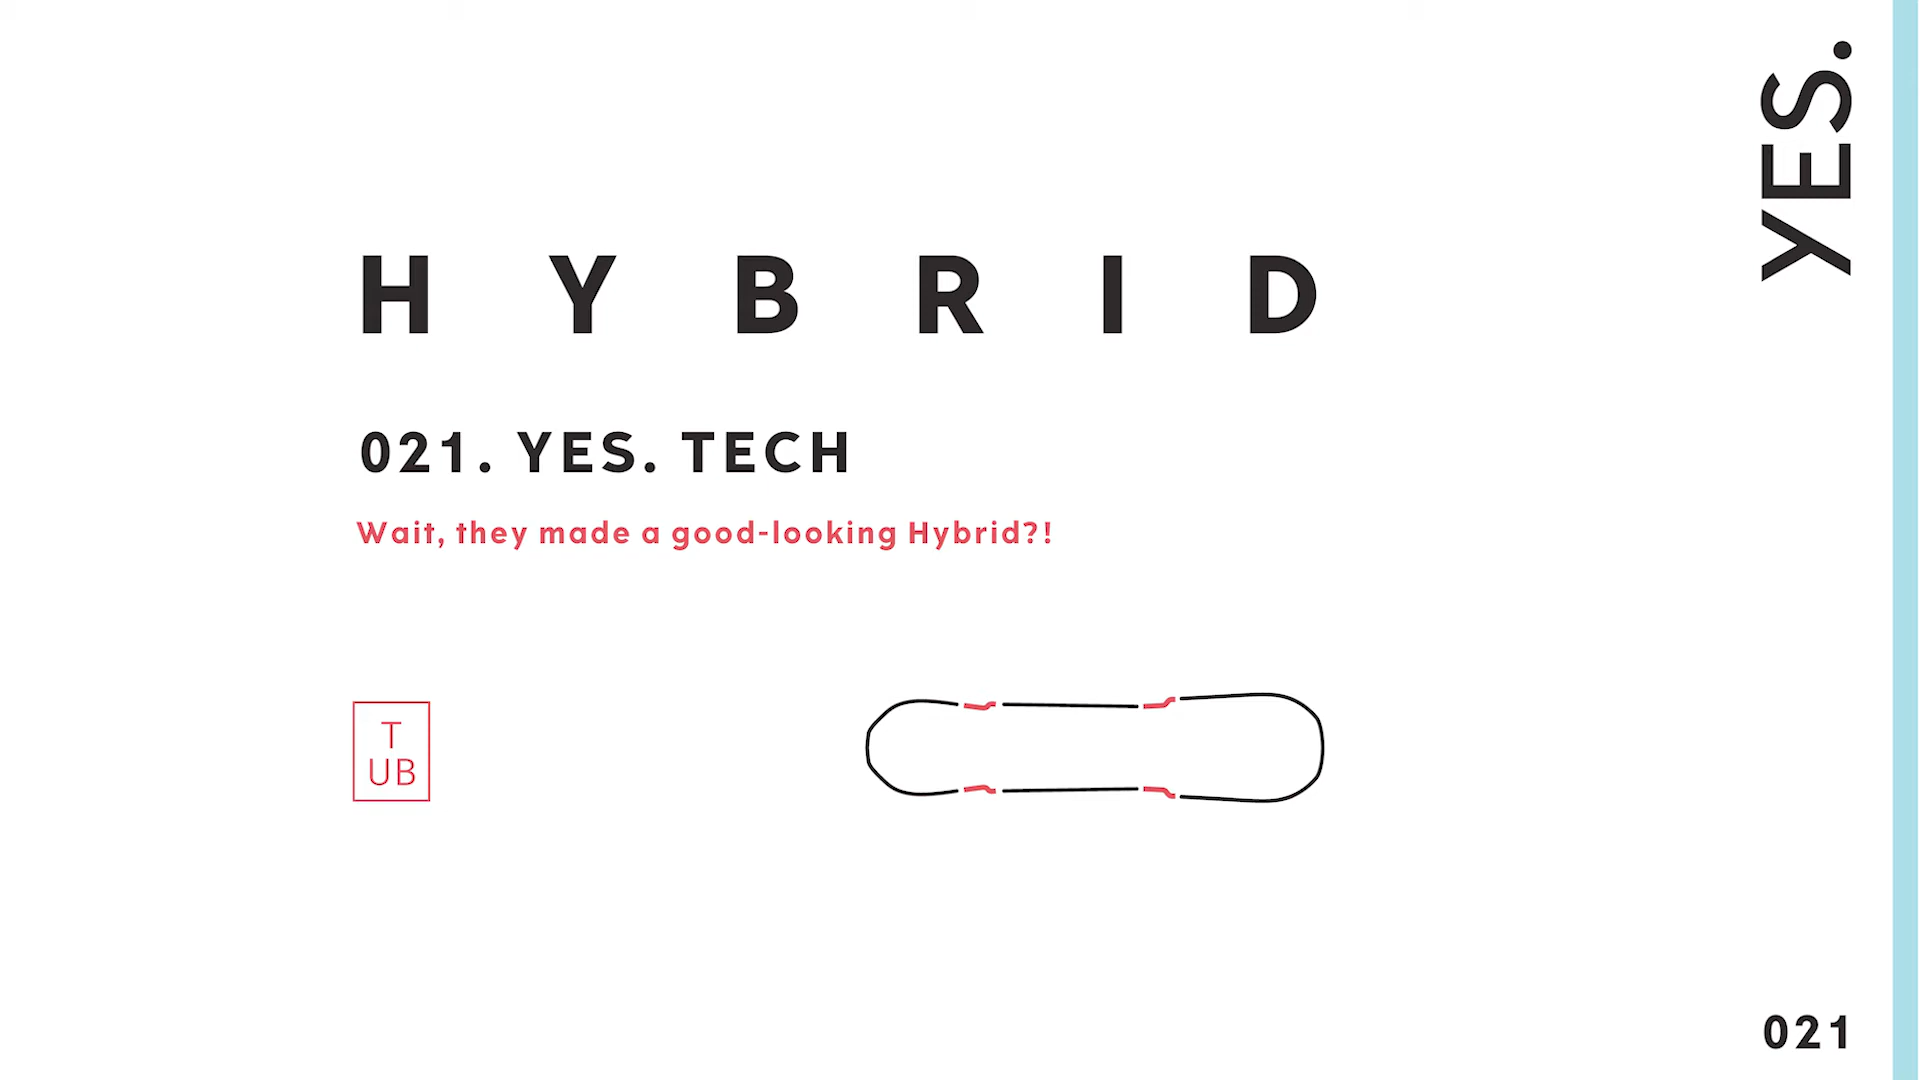 YES.
HYBRID
021. YES. TECH
Wait, they made a good-looking Hybrid?!
T
UB
021